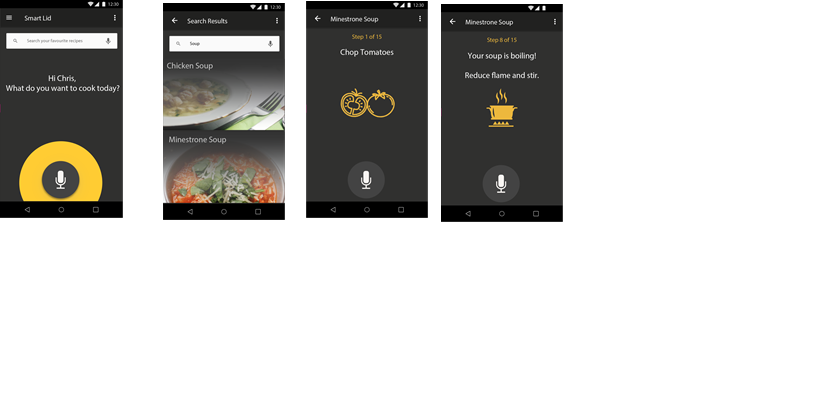 12:30
Smart Lid
Search your favourite recipes
Hi Chris,
What do you want to cook today?
12:30
Search Results
Soup
Chicken Soup
Minestrone Soup
12:30
Minestrone Soup
Step 1 of 15
Chop Tomatoes
Minestrone Soup
Step 8 of 15
Your soup is boiling!
Reduce flame and stir.